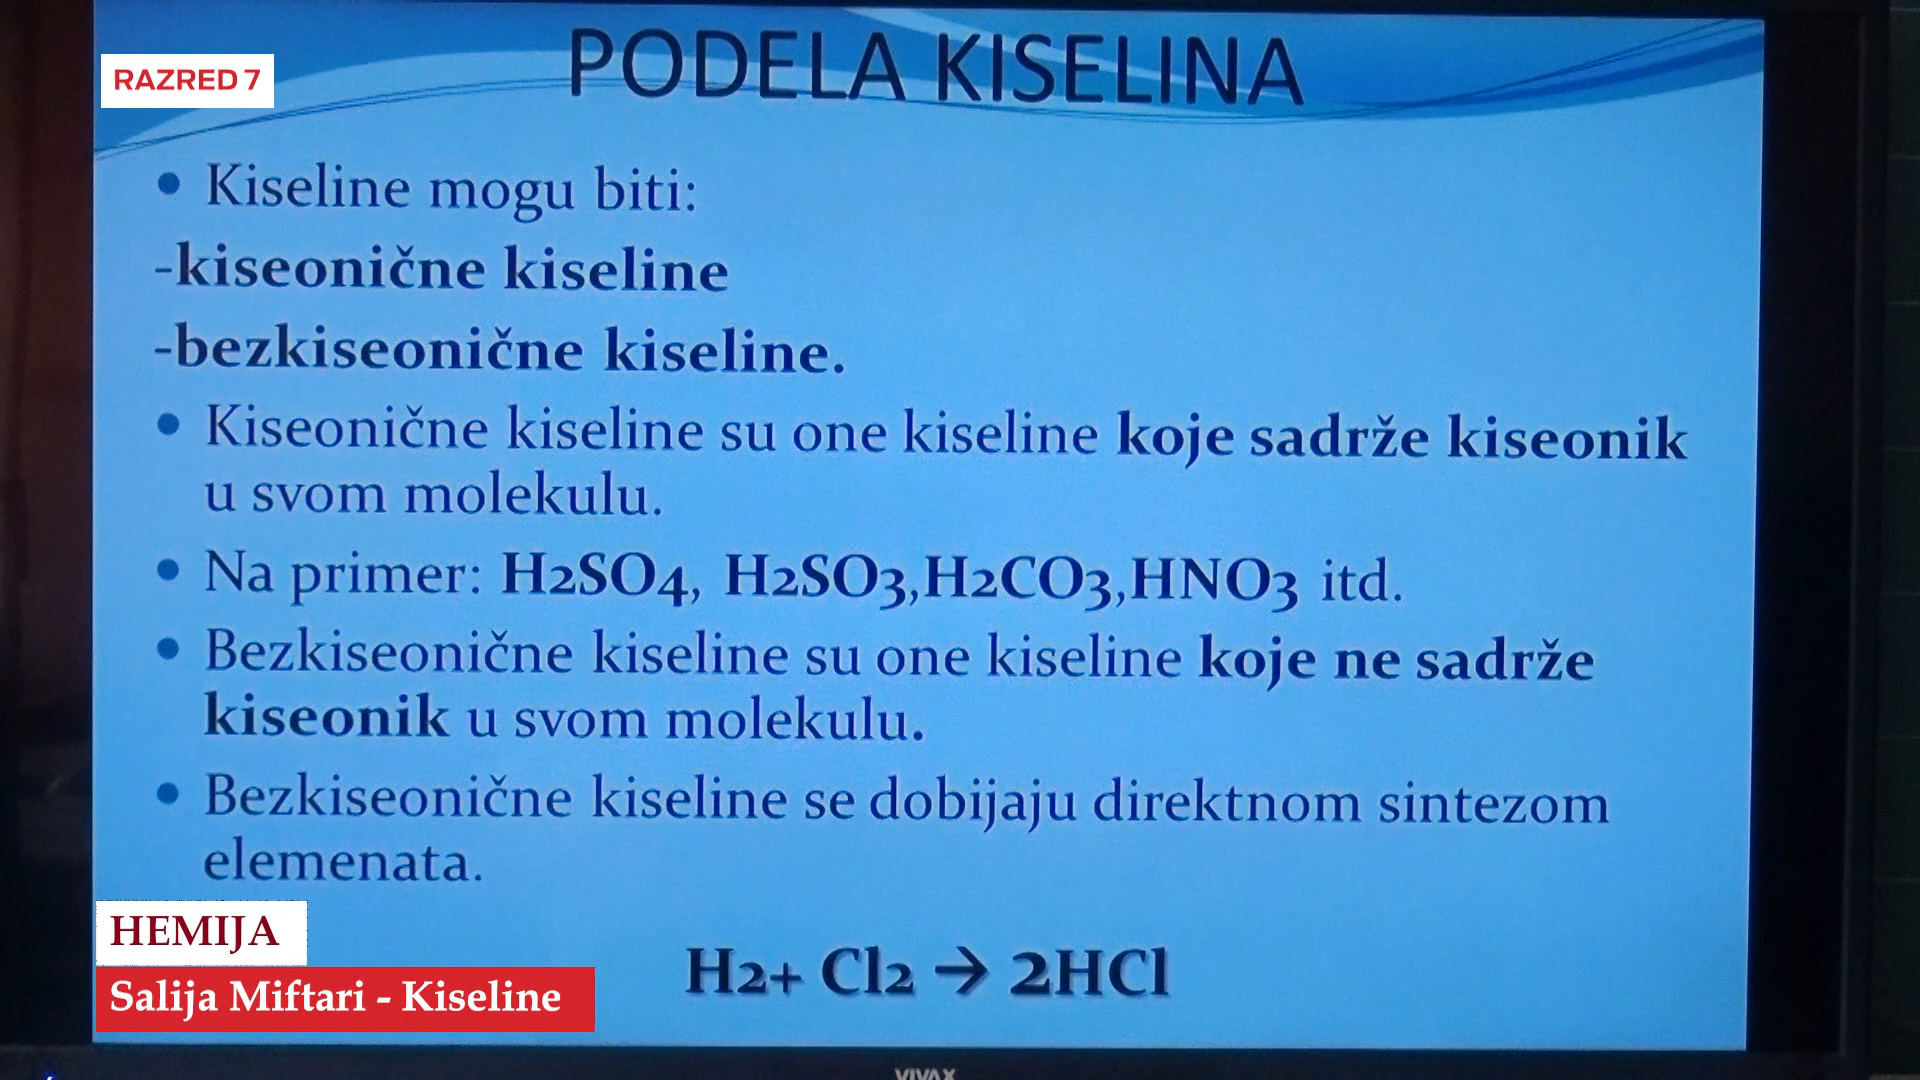 PODELA KISELINA
RAZRED 7
• Kiseline mogu biti:
-kiseonične kiseline
-bezkiseonične kiseline.
• Kiseonične kiseline su one kiseline koje sadrže kiseonik
u svom molekulu.
• Na primer: H2SO4, H2SO3,H2CO3,HNO3 itd.
• Bezkiseonične kiseline su one kiseline koje ne sadrže
kiseonik u svom molekulu.
• Bezkiseonične kiseline se dobijaju direktnom sintezom
elemenata.
H2+ Cl2 → 2HCl
HEMIJA
Salija Miftari - Kiseline
VIVAX